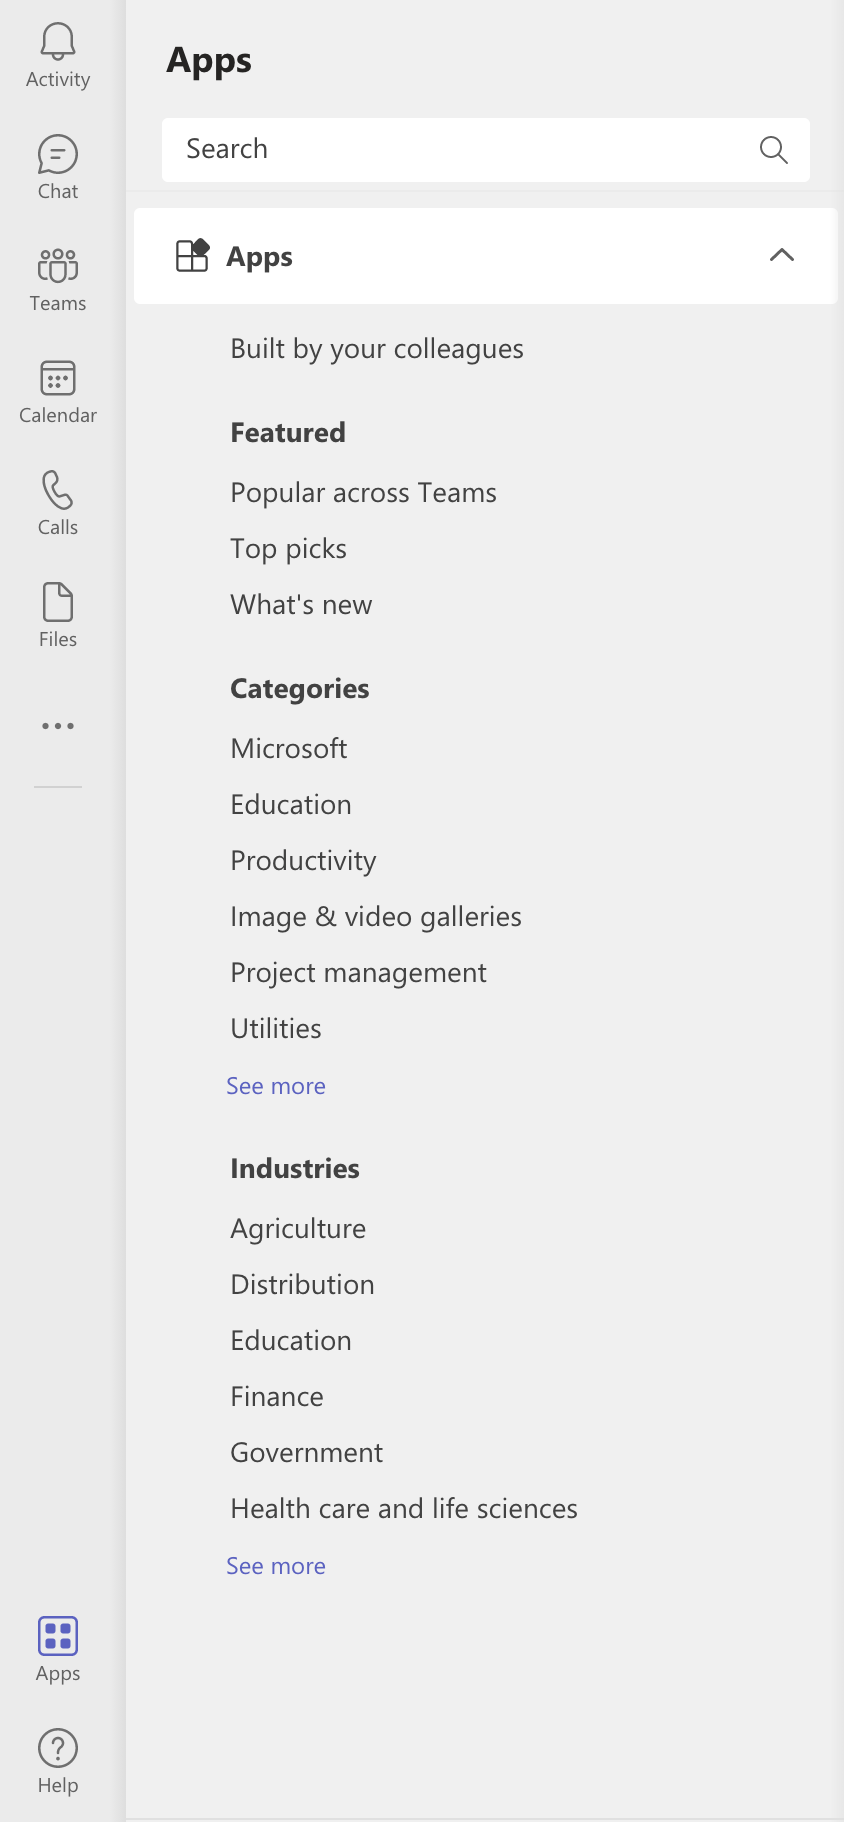 Activity
Chat
Teams
Calendar
Calls
Files
Apps
Help
Apps
Search
Apps
Built by your colleagues
Featured
Popular across Teams
Top picks
What's new
Categories
Microsoft
Education
Productivity
Image & video galleries
Project management
Utilities
See more
Industries
Agriculture
Distribution
Education
Finance
Government
Health care and life sciences
See more